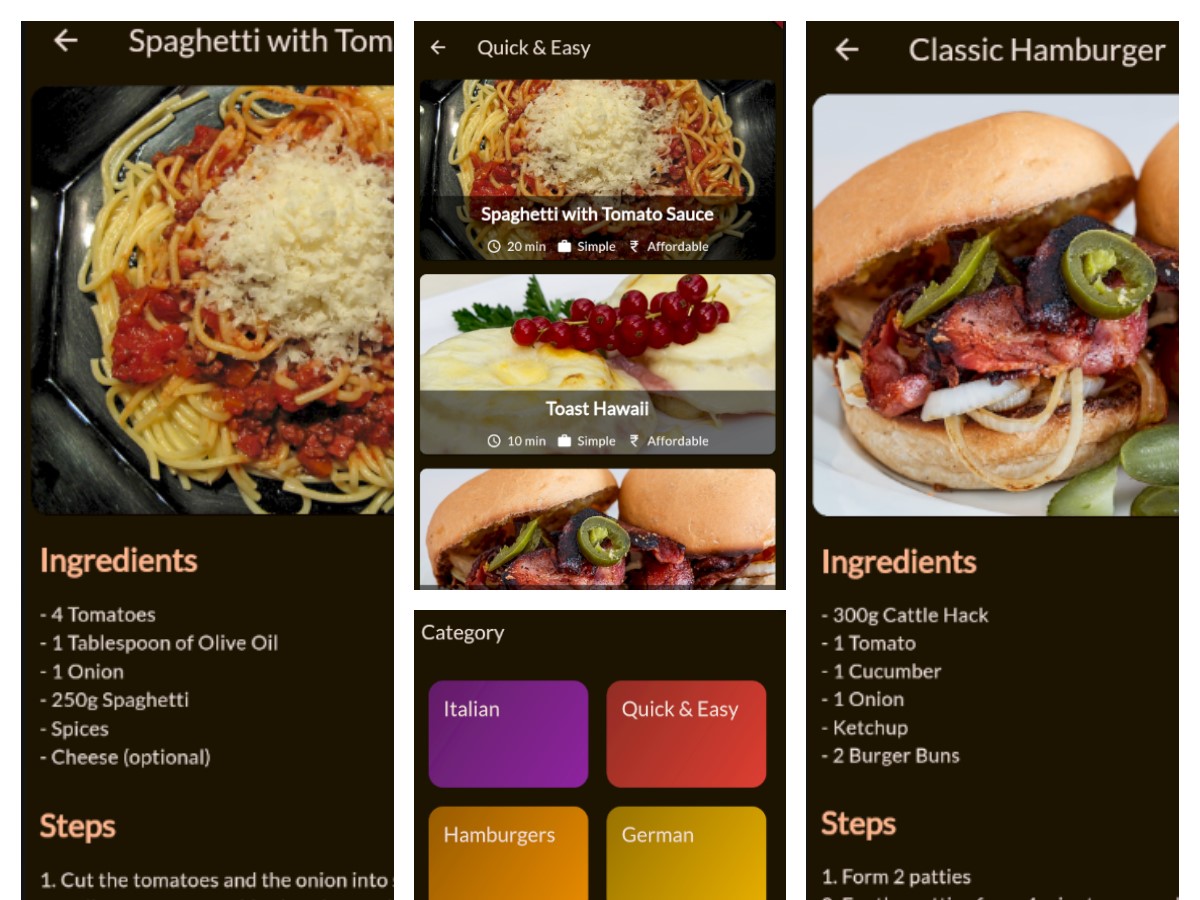 Spaghetti with Tom
Ingredients
- 4 Tomatoes
- 1 Tablespoon of Olive Oil
- 1 Onion
- 250g Spaghetti
- Spices
- Cheese (optional)
Steps
1. Cut the tomatoes and the onion into
Quick & Easy
Spaghetti with Tomato Sauce
20 min Simple ₹ Affordable
Toast Hawaii
10 min Simple ₹ Affordable
Category
Italian
Quick & Easy
Hamburgers
German
Classic Hamburger
Ingredients
- 300g Cattle Hack
- 1 Tomato
- 1 Cucumber
- 1 Onion
- Ketchup
- 2 Burger Buns
Steps
1. Form 2 patties